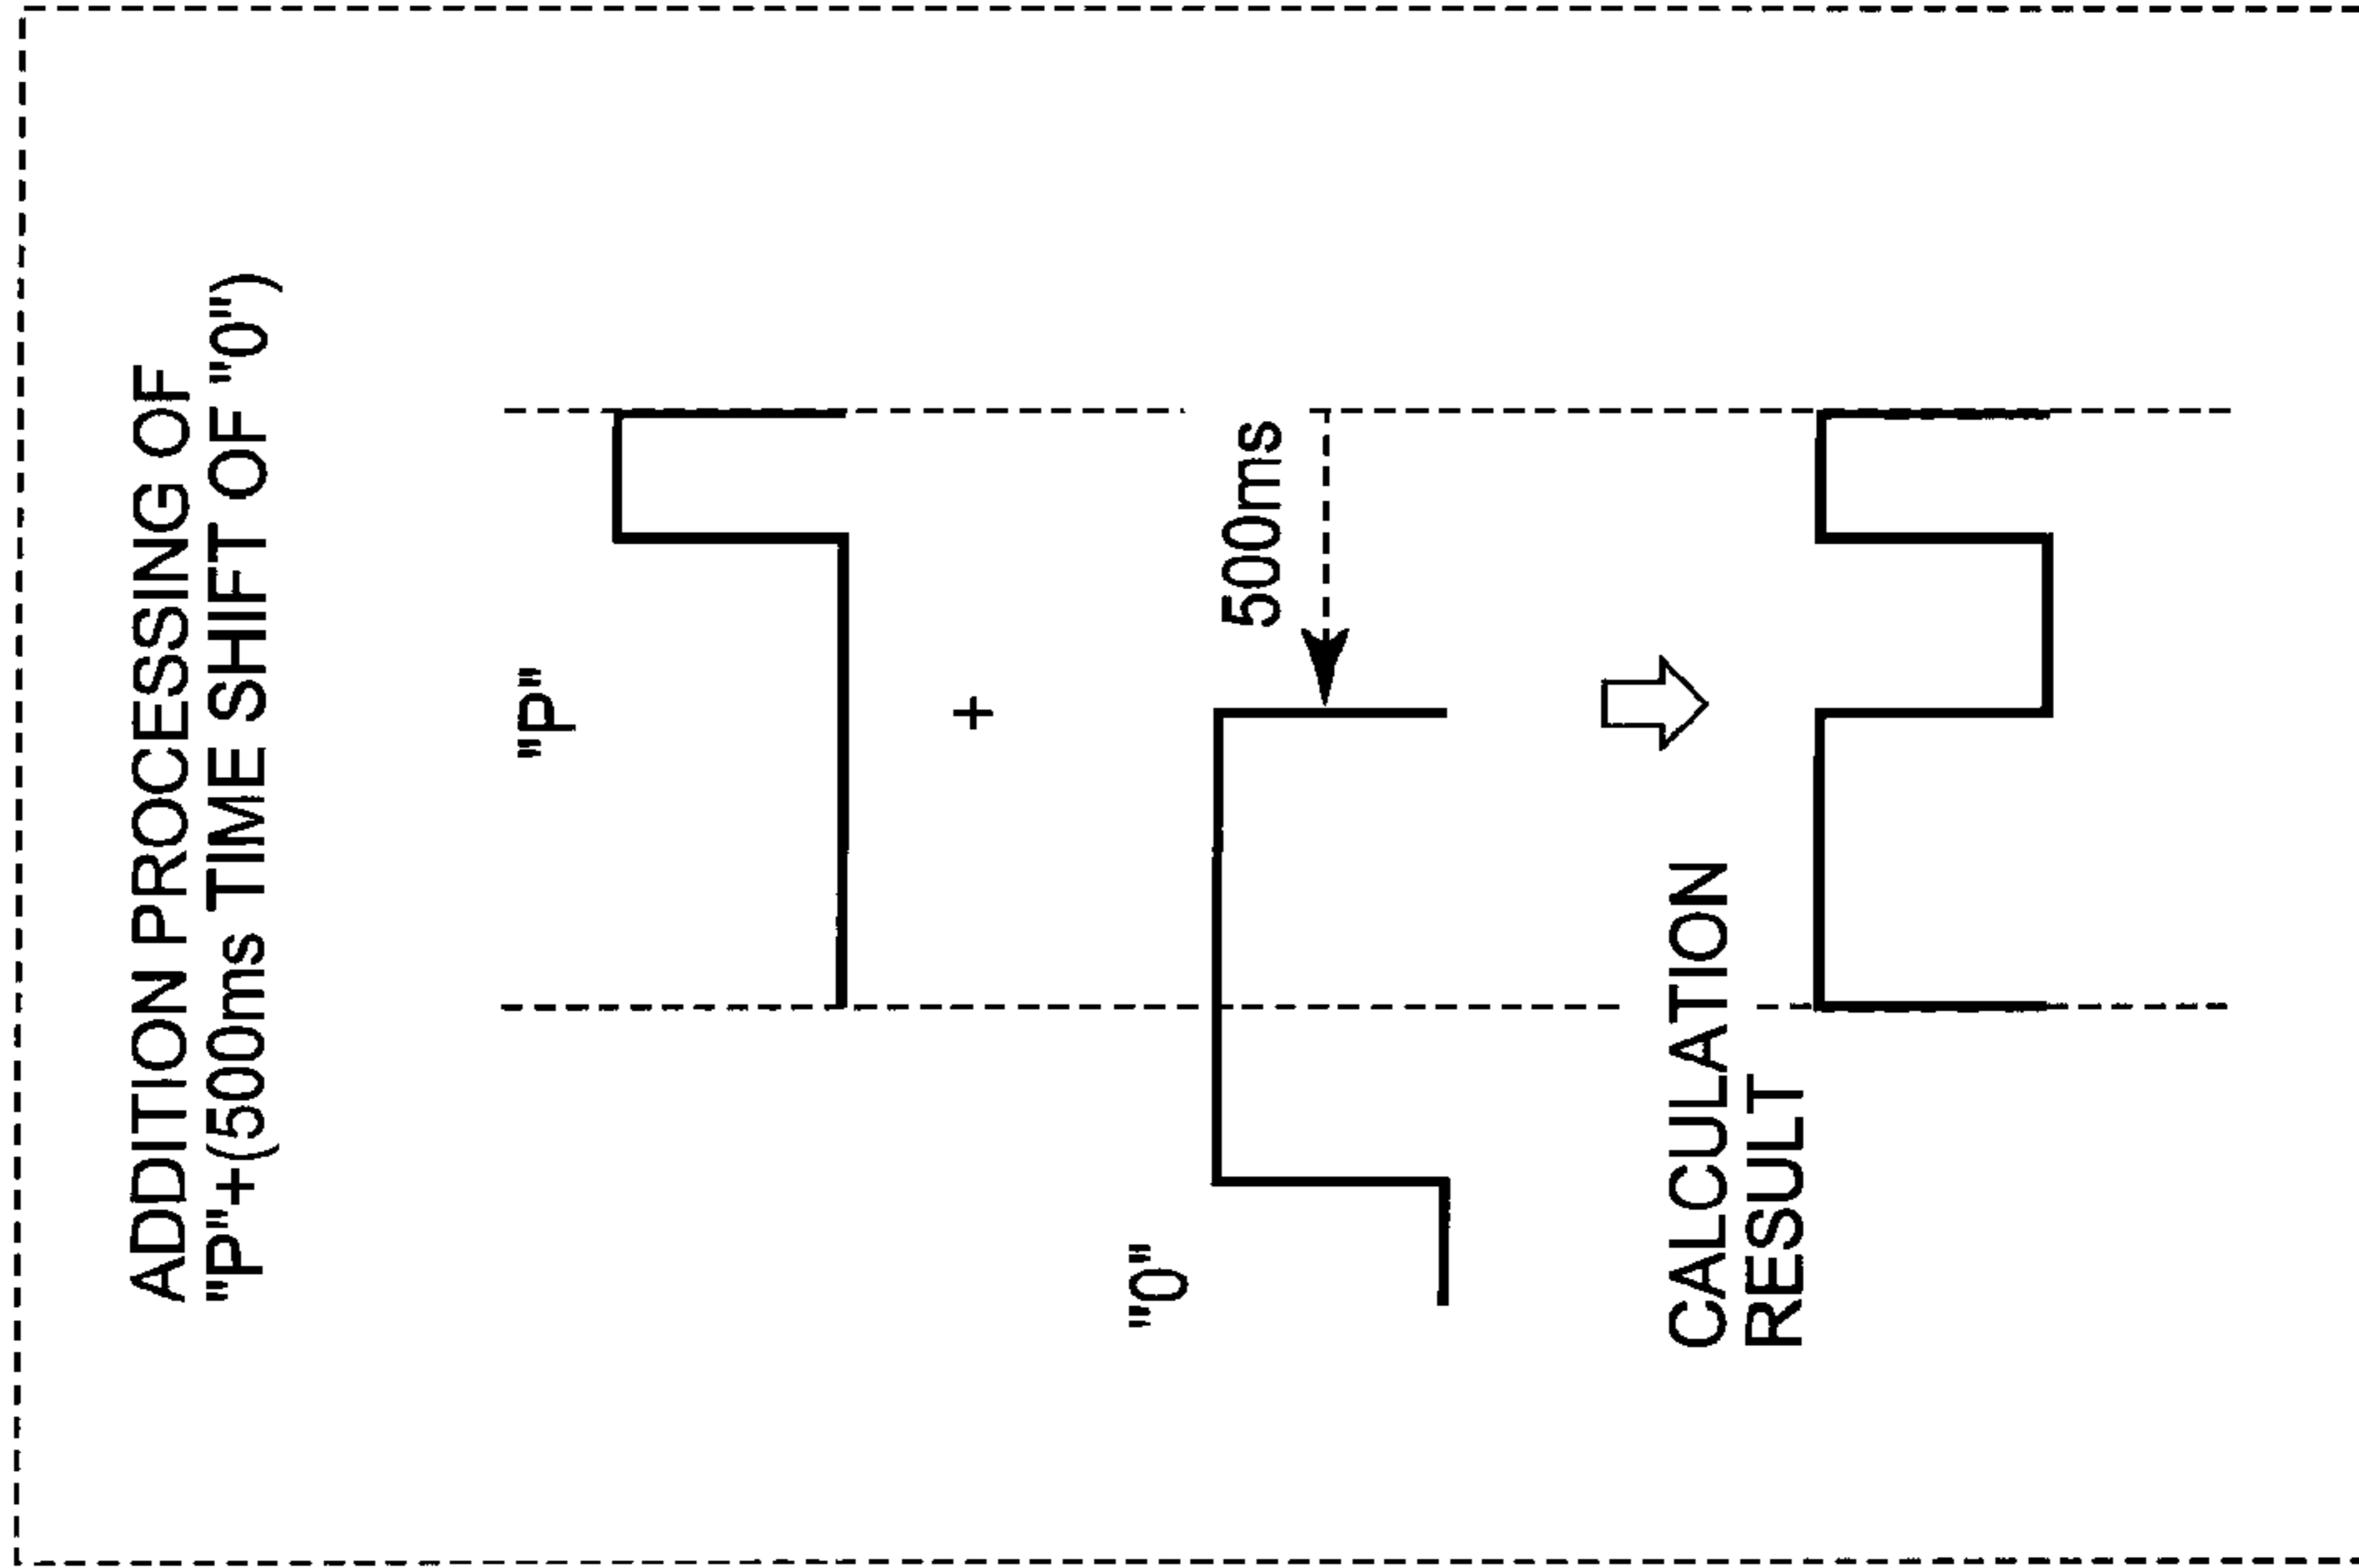 ADDITION PROCESSING OF
"P"+(500ms TIME SHIFT OF "0")
"P"
+
"0"
500ms
CALCULATION
RESULT